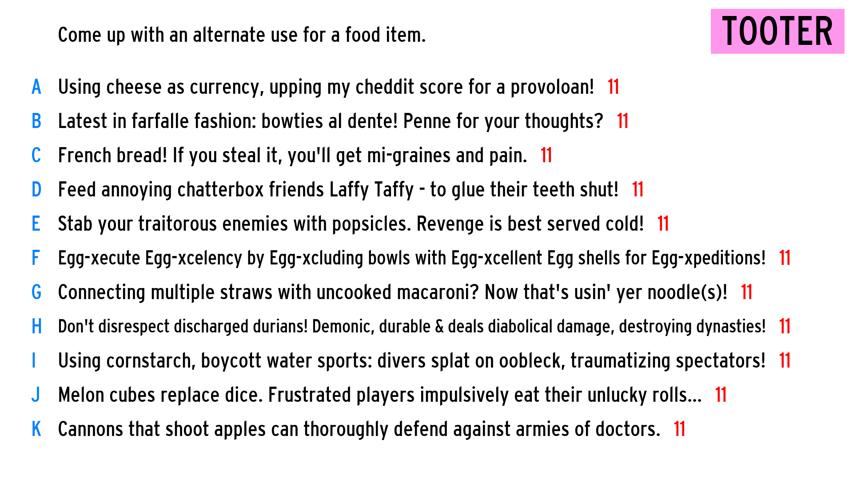 Come up with an alternate use for a food item.
TOOTER
A Using cheese as currency, upping my cheddit score for a provoloan! 11
B Latest in farfalle fashion: bowties al dente! Penne for your thoughts? 11
C French bread! If you steal it, you'll get mi-graines and pain. 11
D Feed annoying chatterbox friends Laffy Taffy - to glue their teeth shut! 11
E Stab your traitorous enemies with popsicles. Revenge is best served cold! 11
F Egg-xecute Egg-xcelency by Egg-xcluding bowls with Egg-xcellent Egg shells for Egg-xpeditions! 11
G Connecting multiple straws with uncooked macaroni? Now that's usin' yer noodle(s)! 11
H Don't disrespect discharged durians! Demonic, durable & deals diabolical damage, destroying dynasties! 11
I Using cornstarch, boycott water sports: divers splat on oobleck, traumatizing spectators! 11
J Melon cubes replace dice. Frustrated players impulsively eat their unlucky rolls... 11
K Cannons that shoot apples can thoroughly defend against armies of doctors. 11